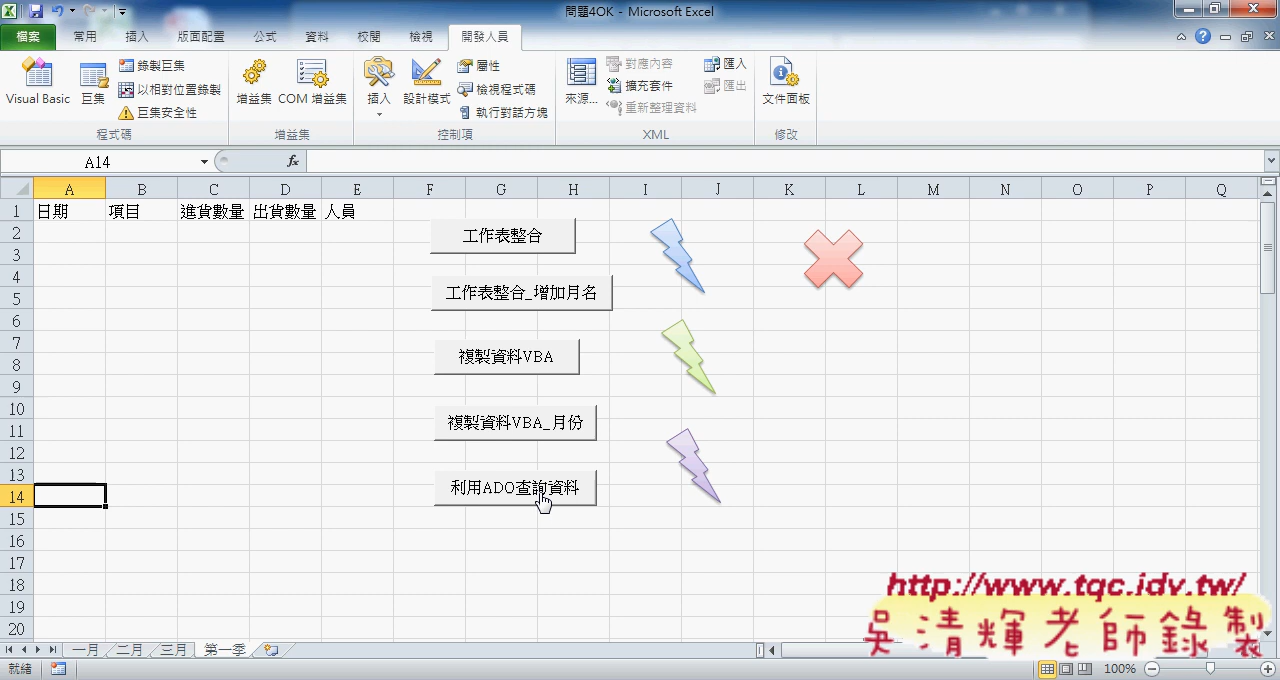 問題4OK - Microsoft Excel
檔案 常用 插入 版面配置 公式 資料 校閱 檢視 開發人員
Visual Basic 巨集 錄製巨集 以相對位置錄製 巨集安全性 增益集 COM 增益集 插入 設計模式 屬性 檢視程式碼 執行對話方塊 來源... 對應內容 擴充套件 重新整理資料 匯入 匯出 文件面板
程式碼 增益集 控制項 XML 修改
A14 fx
A B C D E F G H I J K L M N O P Q
1 日期 項目 進貨數量 出貨數量 人員
2 工作表整合
3
4
5 工作表整合_增加月名
6
7
8 複製資料VBA
9
10
11 複製資料VBA_月份
12
13
14 利用ADO查詢資料
15
16
17
18
http://www.tqc.idv.tw/
19
吳清輝老師錄製
20
一月 二月 三月 第一季
就緒 100%